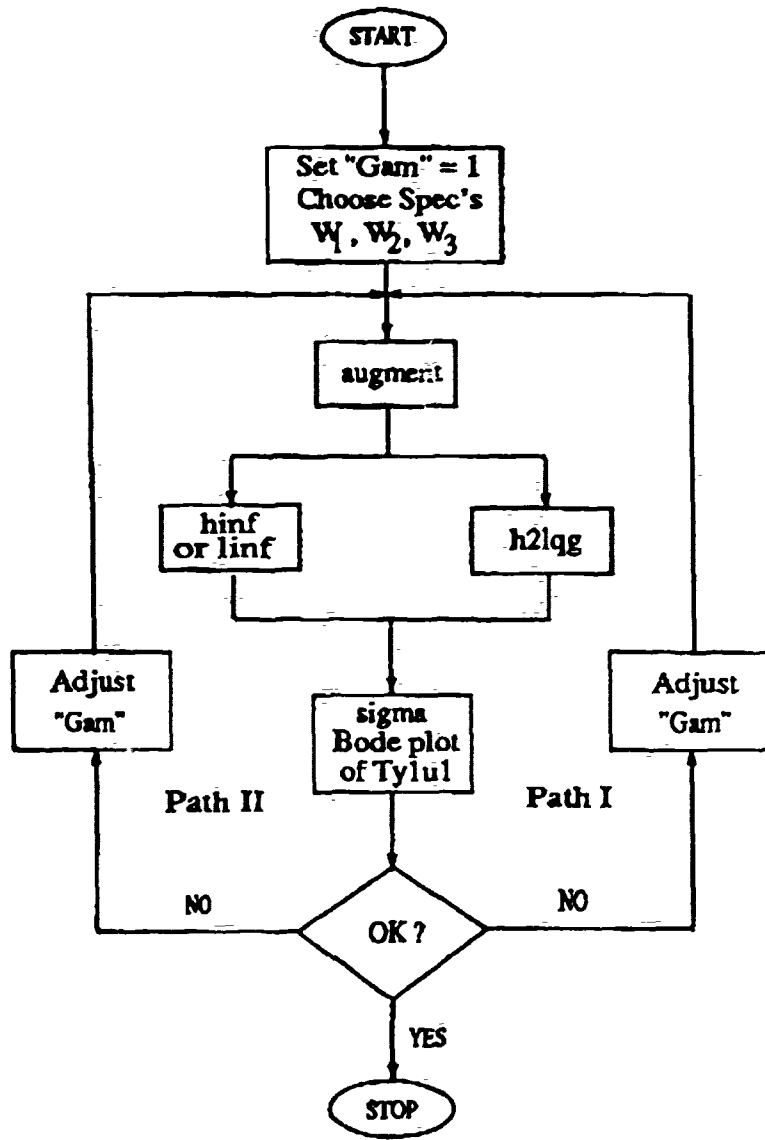 START
Set "Gam" = 1
Choose Spec's
W1, W2, W3
augment
hinf
or linf
h2lqg
Adjust
"Gam"
sigma
Bode plot
of Ty1u1
Adjust
"Gam"
Path II
Path I
NO
OK ?
NO
YES
STOP